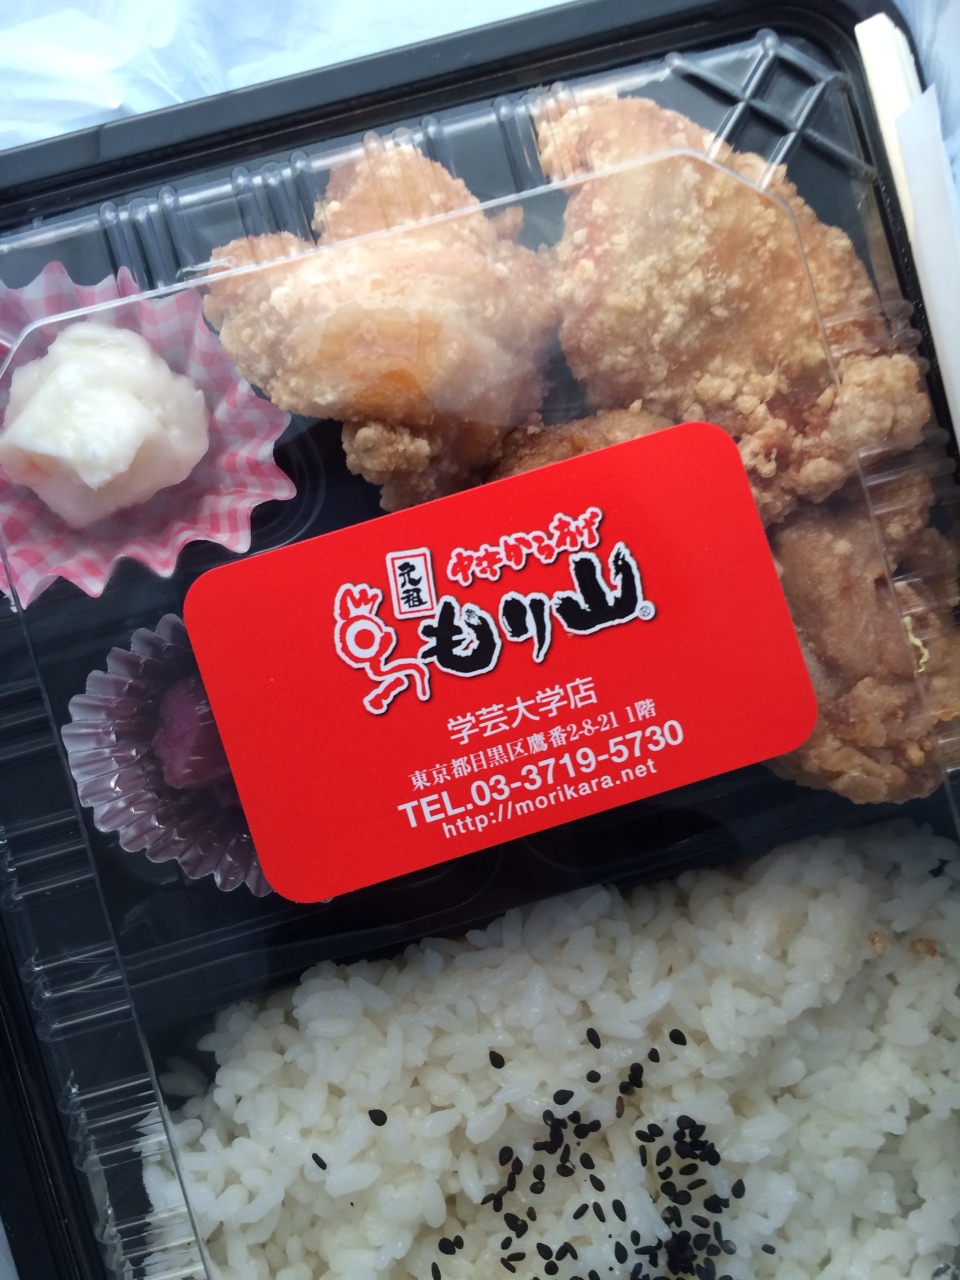 元祖
中津からあげ
もり山®
学芸大学店
東京都目黒区鷹番2-8-21 1階
TEL.03-3719-5730
http://morikara.net